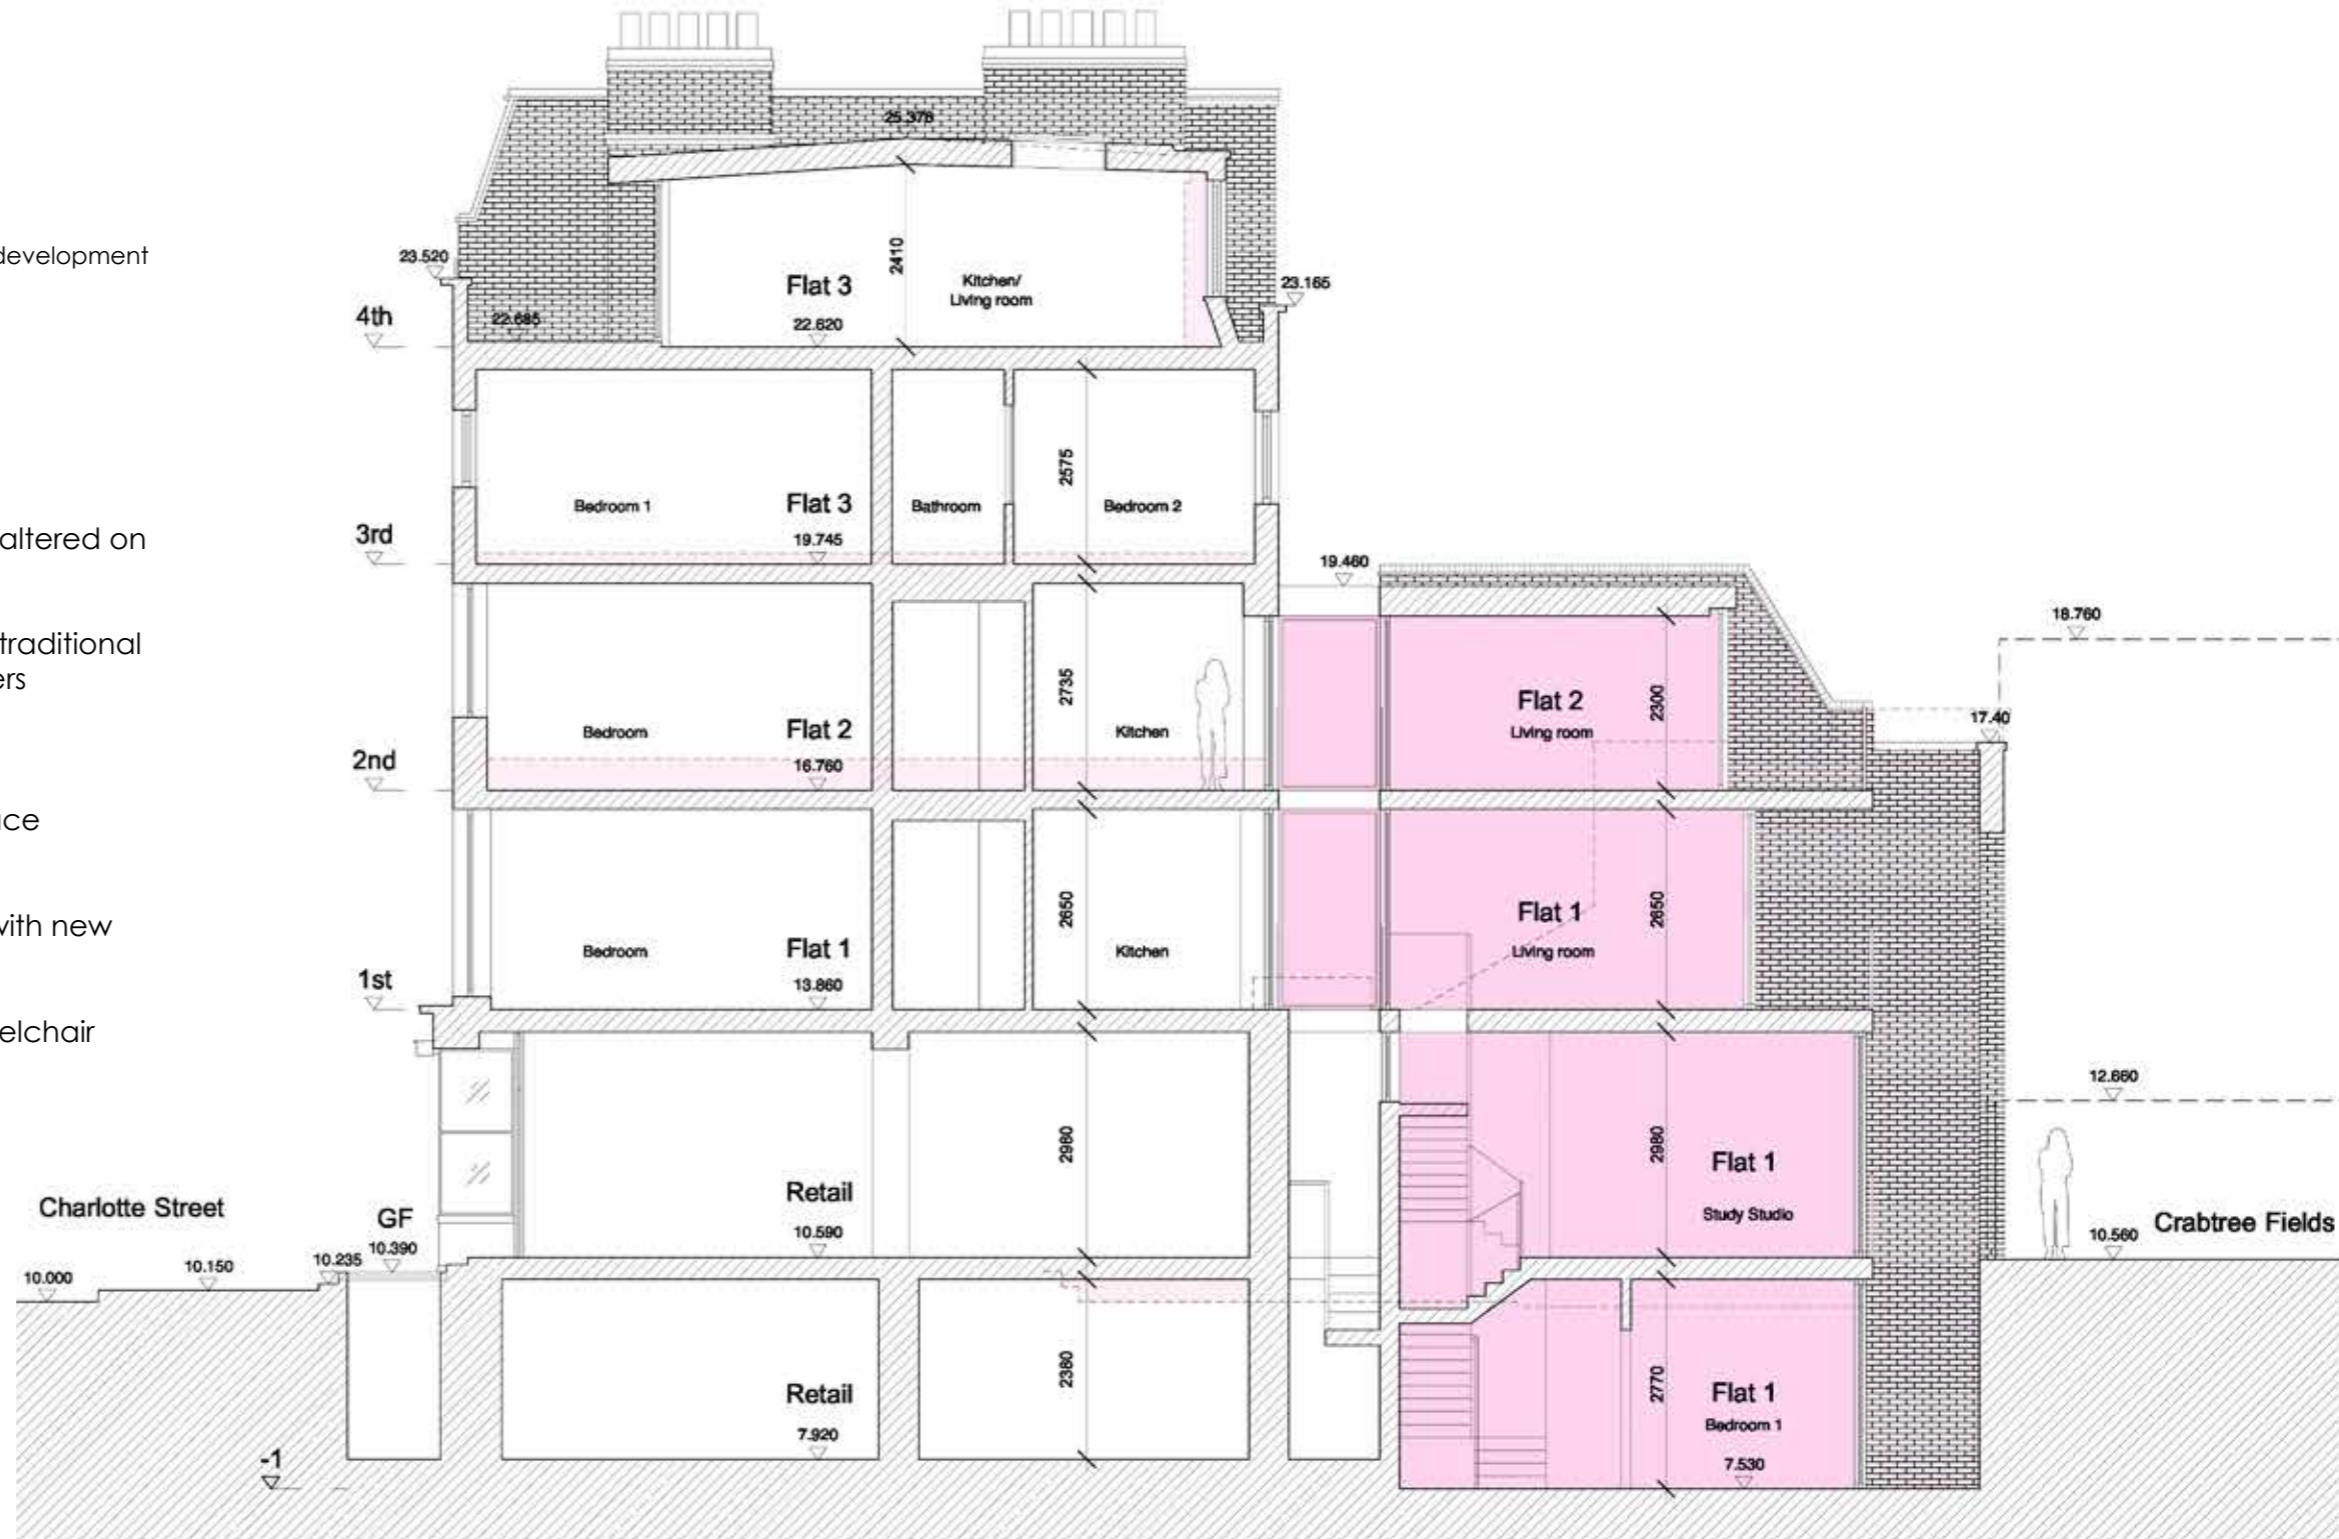 development
altered on
traditional
ers
ace
with new
elchair
25.378
23.520
4th
22.685
Flat 3
22.620
2410
Kitchen/
Living room
23.165
3rd
Bedroom 1
Flat 3
19.745
Bathroom
2575
Bedroom 2
19.460
18.760
2nd
Bedroom
Flat 2
16.760
2735
Kitchen
Flat 2
Living room
2300
17.40
1st
Bedroom
Flat 1
13.860
2650
Kitchen
Flat 1
Living room
2650
12.660
Charlotte Street
GF
10.390
10.235
10.150
10.000
Retail
10.590
2980
2980
Flat 1
Study Studio
10.560
Crabtree Fields
-1
Retail
7.920
2380
2770
Flat 1
Bedroom 1
7.530